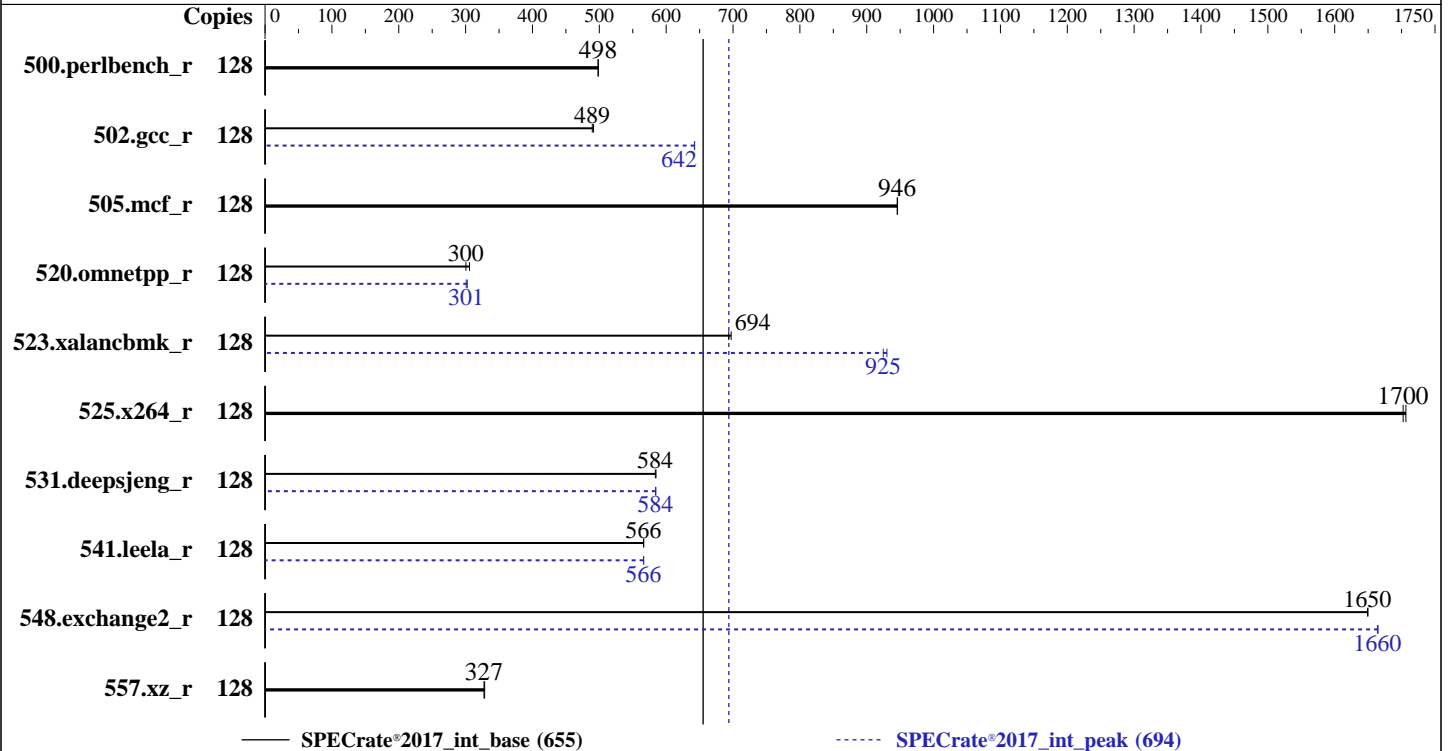 Copies 0 100 200 300 400 500 600 700 800 900 1000 1100 1200 1300 1400 1500 1600 1750
498
500.perlbench_r 128
489
502.gcc_r 128
642
946
505.mcf_r 128
300
520.omnetpp_r 128
301
694
523.xalancbmk_r 128
925
1700
525.x264_r 128
584
531.deepsjeng_r 128
584
566
541.leela_r 128
566
1650
548.exchange2_r 128
1660
327
557.xz_r 128
SPECrate®2017_int_base (655) SPECrate®2017_int_peak (694)